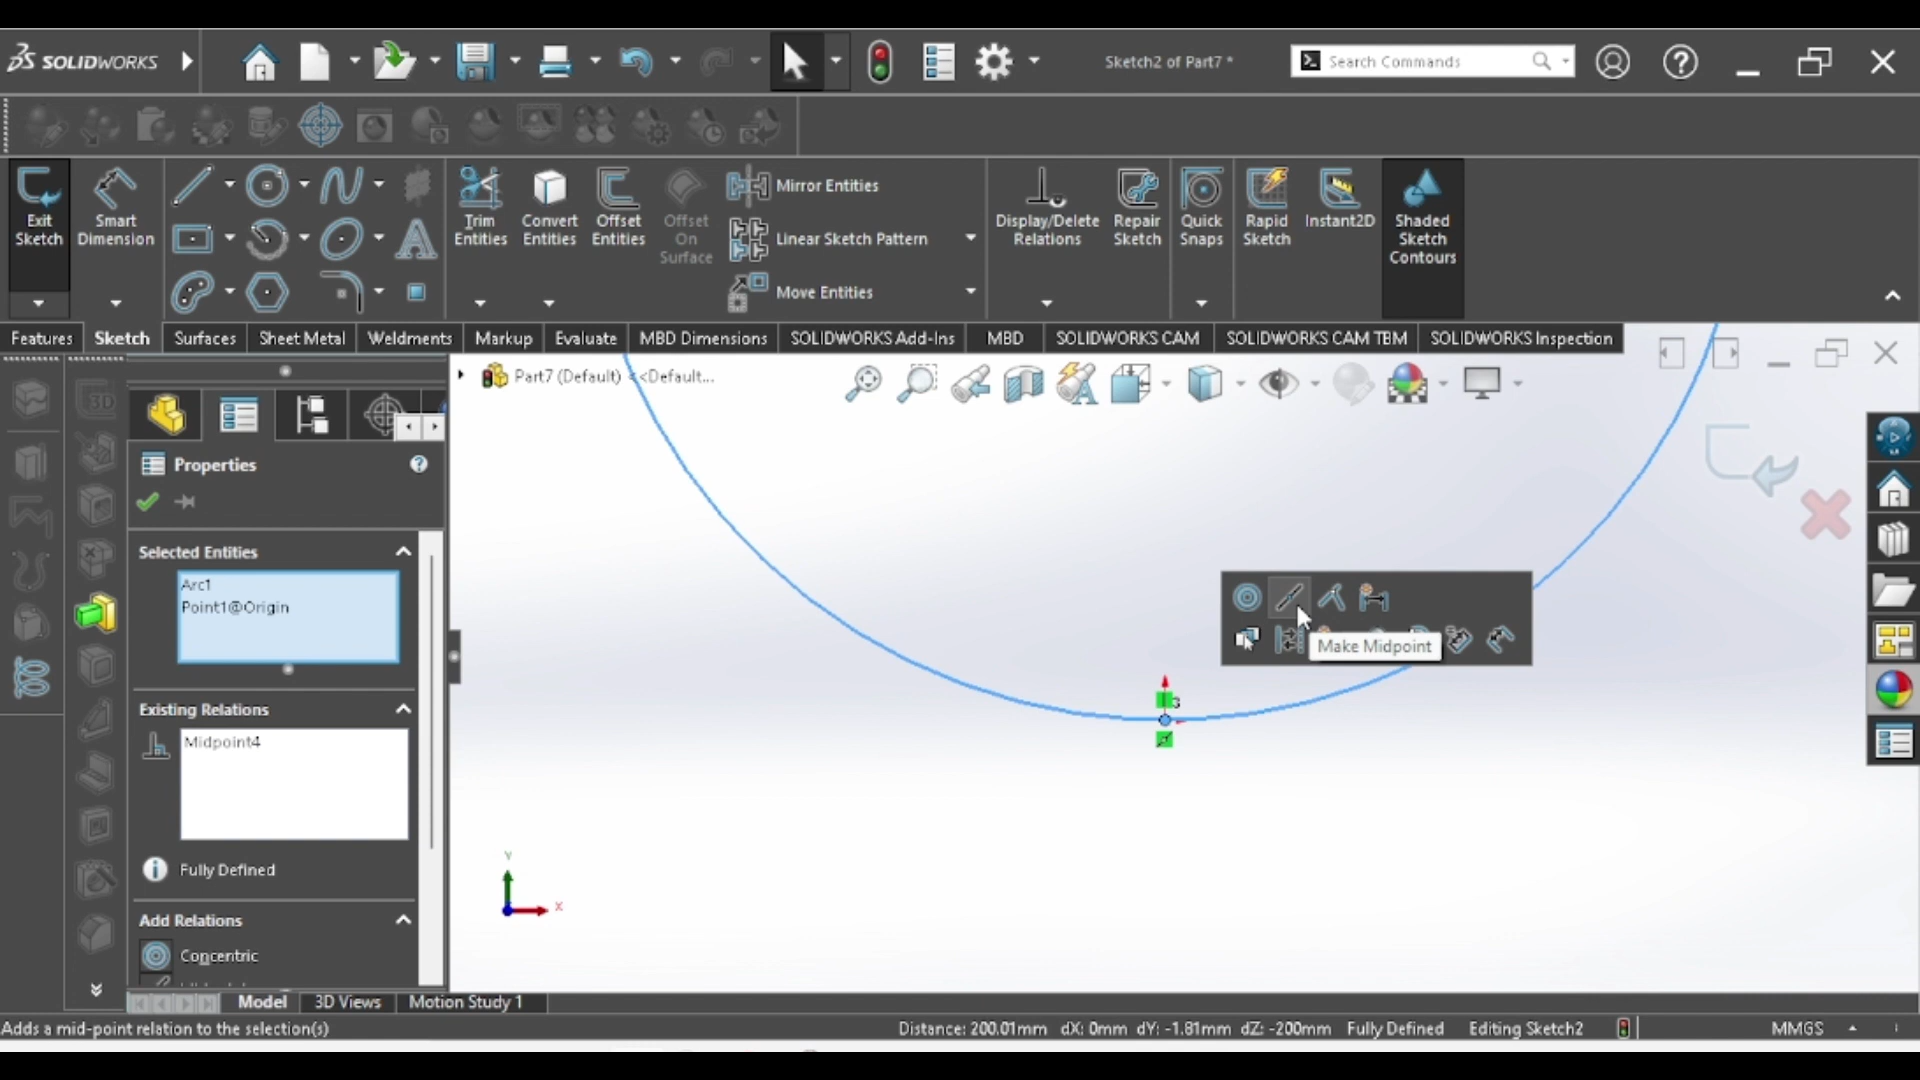 SOLIDWORKS
Sketch2 of Part7 *
Search Commands
Exit Sketch
Smart Dimension
Trim Entities
Convert Entities
Offset Entities
Offset On Surface
Mirror Entities
Linear Sketch Pattern
Move Entities
Display/Delete Relations
Repair Sketch
Quick Snaps
Rapid Sketch
Instant2D
Shaded Sketch Contours
Features
Sketch
Surfaces
Sheet Metal
Weldments
Markup
Evaluate
MBD Dimensions
SOLIDWORKS Add-Ins
MBD
SOLIDWORKS CAM
SOLIDWORKS CAM TBM
SOLIDWORKS Inspection
Part7 (Default) <<Default...
3D
Properties
Selected Entities
Arc1
Point1@Origin
Existing Relations
Midpoint4
Fully Defined
Add Relations
Concentric
Make Midpoint
Y
X
Model
3D Views
Motion Study 1
Adds a mid-point relation to the selection(s)
Distance: 200.01mm dX: 0mm dY: -1.81mm dZ: -200mm
Fully Defined
Editing Sketch2
MMGS